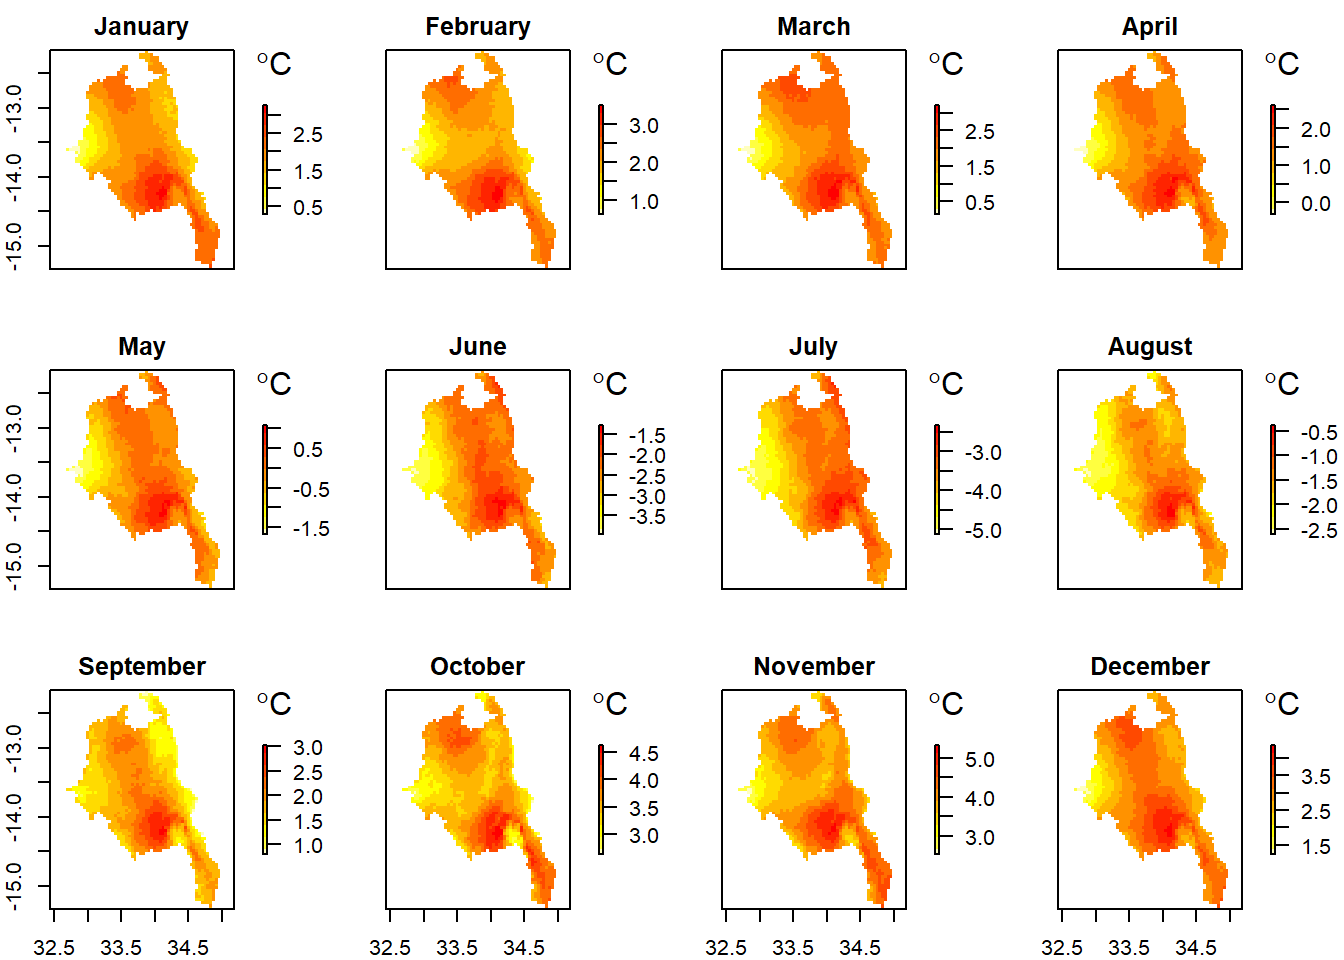 January February March April
°C °C °C °C
-13.0 2.5 3.0 2.5 2.0
-14.0 1.5 2.0 1.5 1.0
-15.0 0.5 1.0 0.5 0.0
May June July August
°C °C °C °C
-13.0 0.5 -1.5 -3.0 -0.5
-14.0 -0.5 -2.0 -4.0 -1.0
-15.0 -1.5 -2.5 -5.0 -1.5
-3.0 -2.0
-3.5 -2.5
September October November December
°C °C °C °C
-13.0 3.0 4.5 5.0 3.5
-14.0 2.5 4.0 4.0 2.5
-15.0 2.0 3.5 3.0 1.5
1.5 3.0
1.0
32.5 33.5 34.5 32.5 33.5 34.5 32.5 33.5 34.5 32.5 33.5 34.5